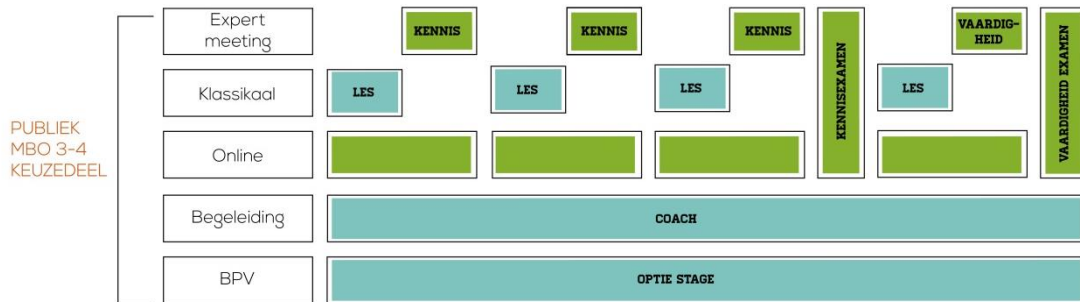 PUBLIEK
MBO 3-4
KEUZEDEEL
Expert
meeting
KENNIS
KENNIS
KENNIS
KENNISEXAMEN
VAARDIG-
HEID
VAARDIGHEID EXAMEN
Klassikaal
LES
LES
LES
LES
Online
Begeleiding
COACH
BPV
OPTIE STAGE